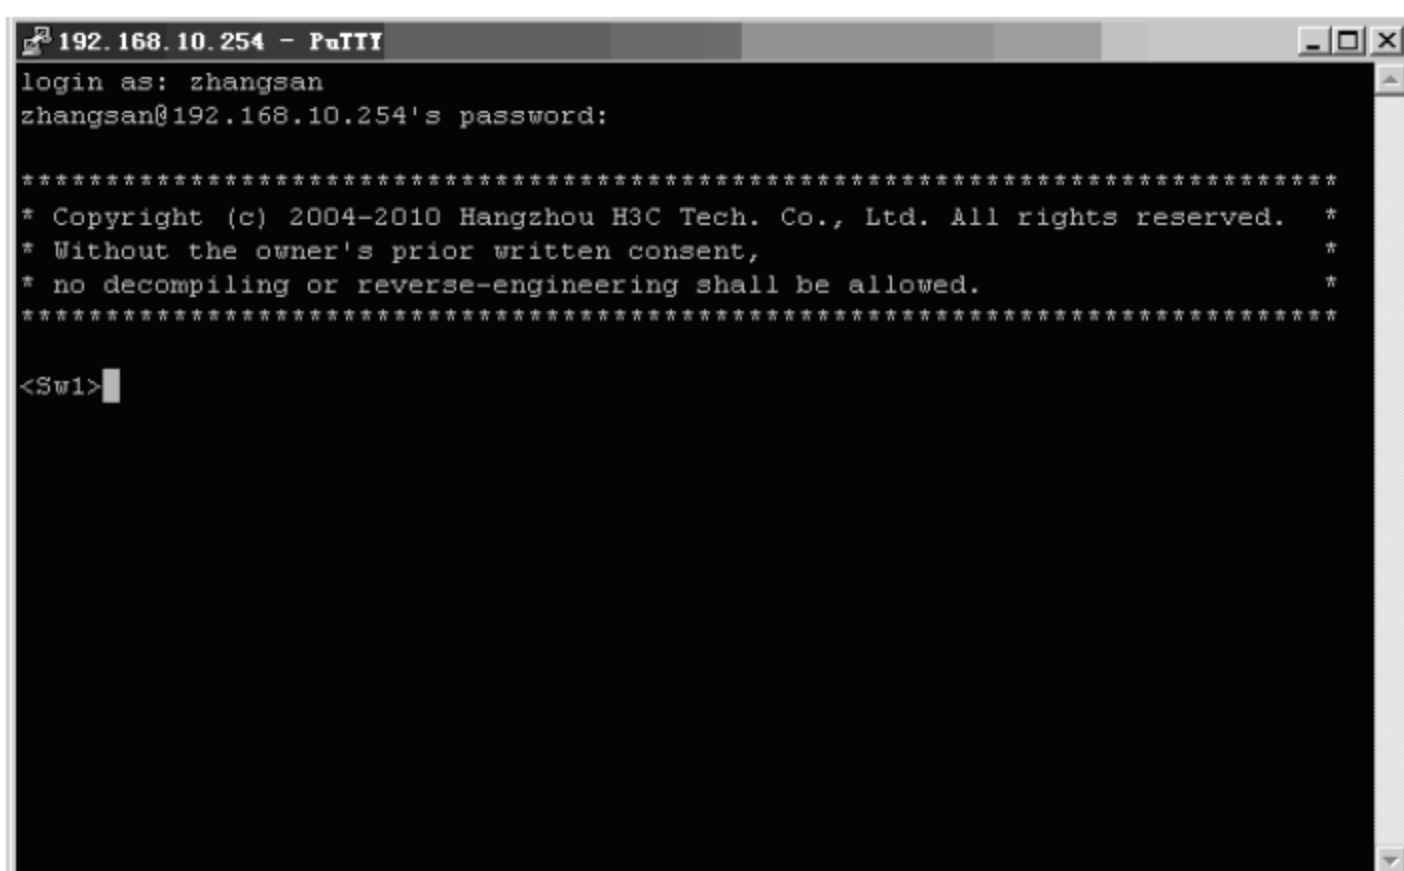 192.168.10.254 - PuTTY
login as: zhangsan
zhangsan@192.168.10.254's password:
******************************************************************************
* Copyright (c) 2004-2010 Hangzhou H3C Tech. Co., Ltd. All rights reserved.  *
* Without the owner's prior written consent,                                 *
* no decompiling or reverse-engineering shall be allowed.                    *
******************************************************************************
<Sw1>